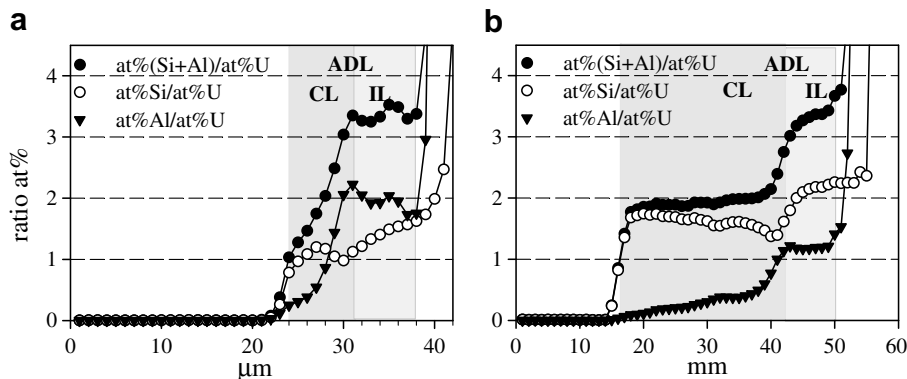 a
b
ratio at%
4
3
2
1
0
at%(Si+Al)/at%U
at%Si/at%U
at%Al/at%U
ADL
CL
IL
0
10
20
30
40
µm
4
3
2
1
0
at%(Si+Al)/at%U
at%Si/at%U
at%Al/at%U
ADL
CL
IL
0
10
20
30
40
50
60
mm